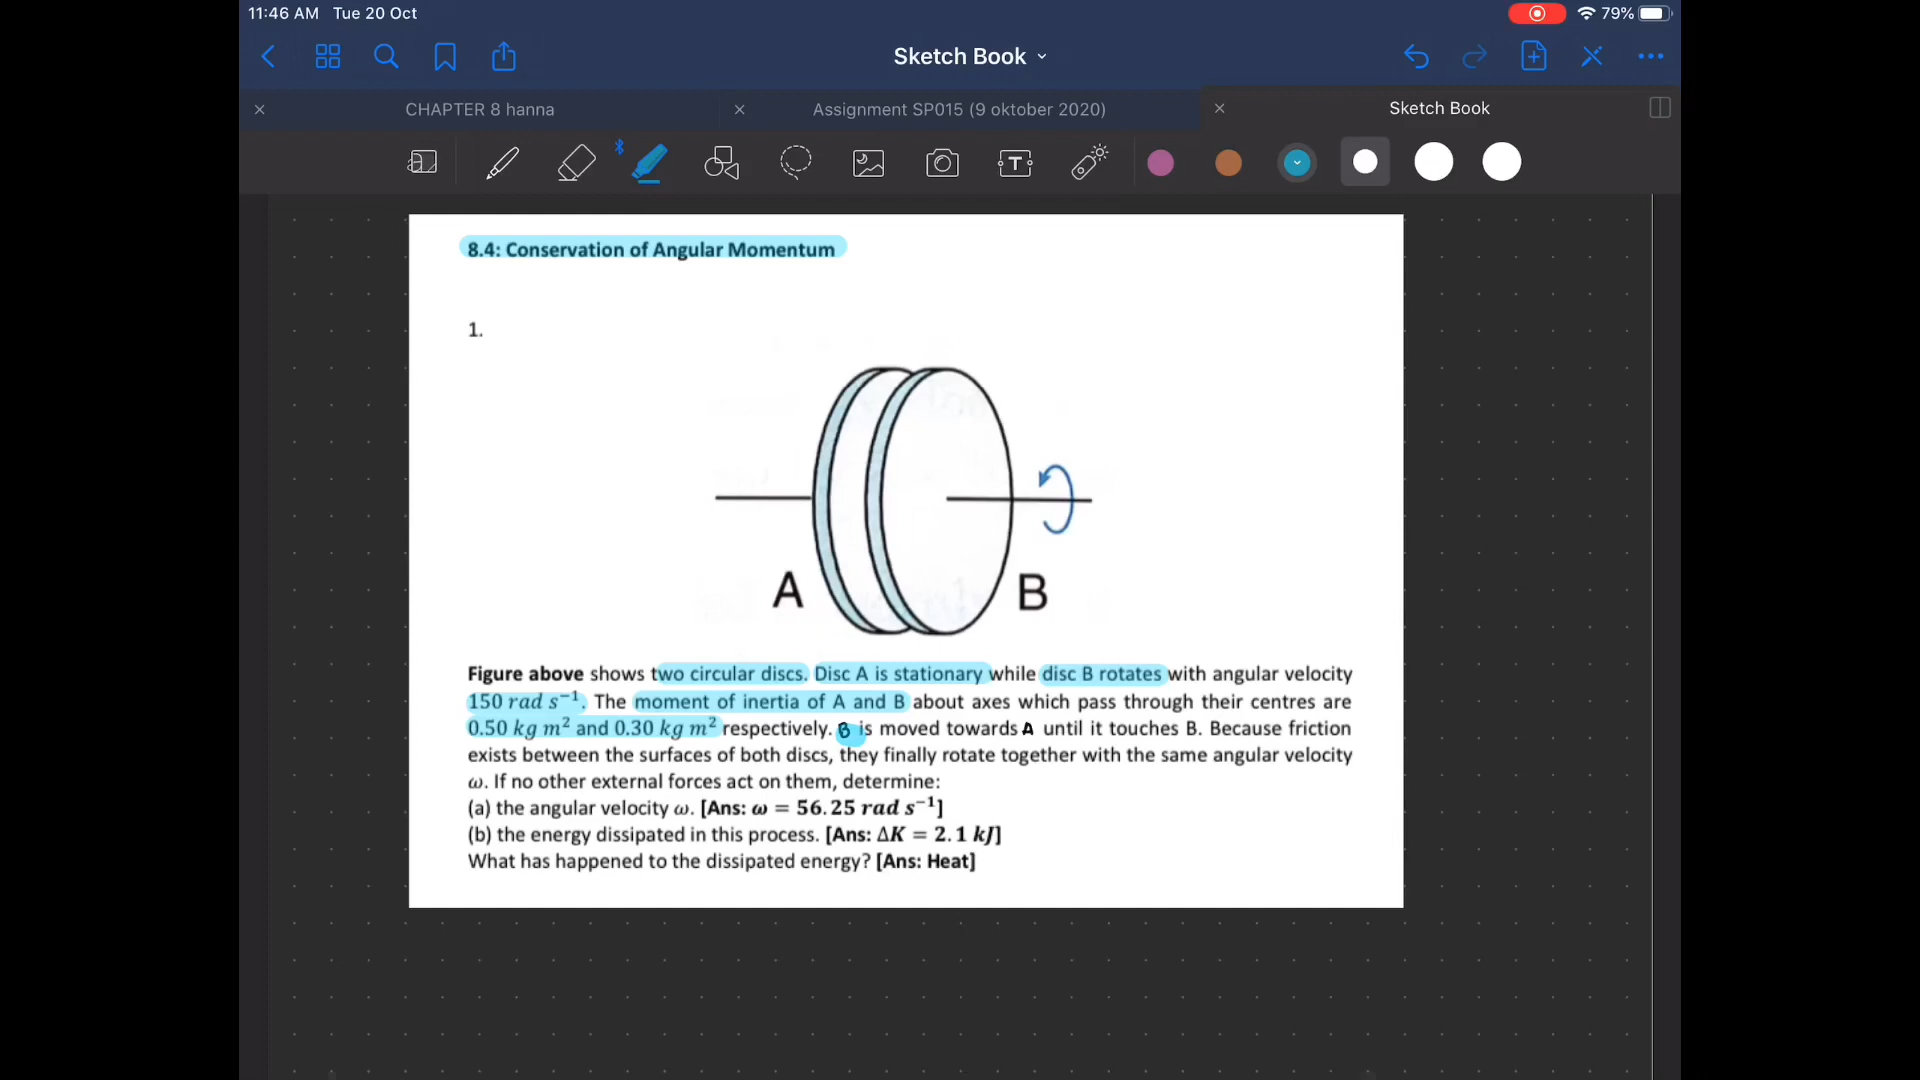 11:46 AM Tue 20 Oct
79%
Sketch Book
CHAPTER 8 hanna
Assignment SP015 (9 oktober 2020)
Sketch Book
T
8.4: Conservation of Angular Momentum
1.
A
B
Figure above shows two circular discs. Disc A is stationary while disc B rotates with angular velocity
150 rad s⁻¹. The moment of inertia of A and B about axes which pass through their centres are
0.50 kg m² and 0.30 kg m² respectively. B is moved towards A until it touches B. Because friction
exists between the surfaces of both discs, they finally rotate together with the same angular velocity
ω. If no other external forces act on them, determine:
(a) the angular velocity ω. [Ans: ω = 56.25 rad s⁻¹]
(b) the energy dissipated in this process. [Ans: ΔK = 2.1 kJ]
What has happened to the dissipated energy? [Ans: Heat]